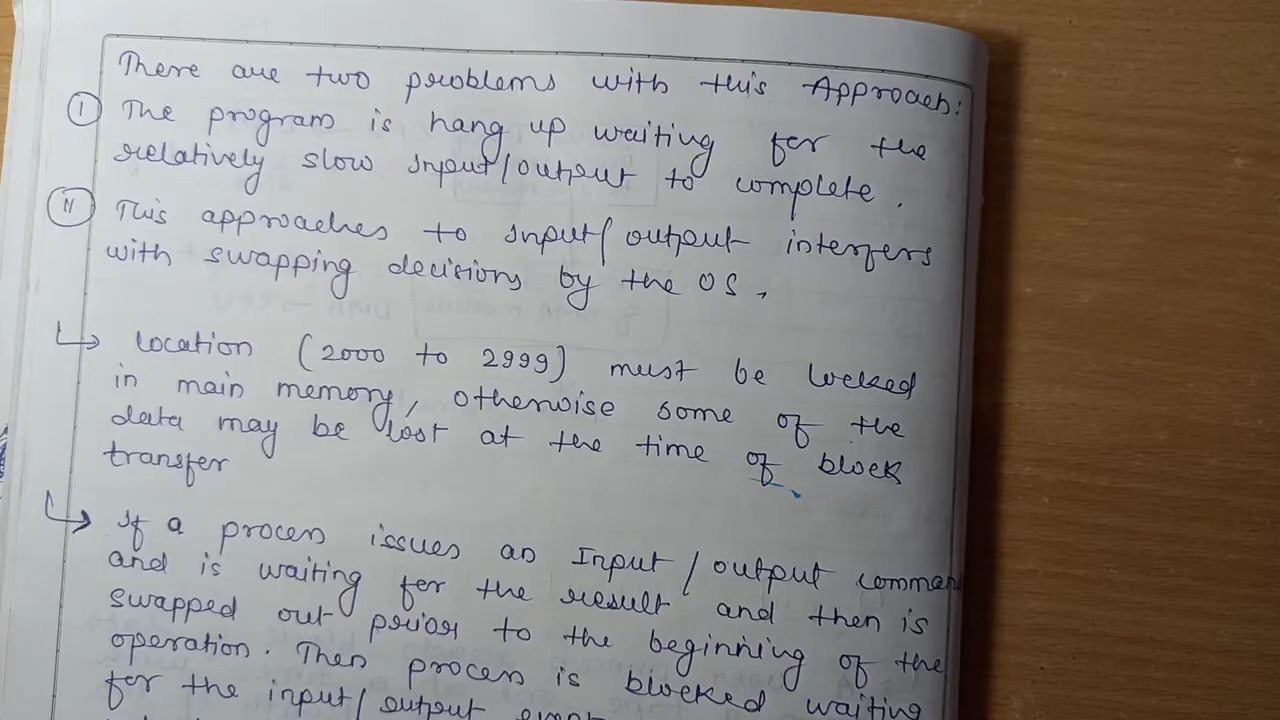 There are two problems with this Approach:
I The program is hang up waiting for the
relatively slow Input/output to complete.
II This approaches to Input/output interfers
with swapping decisions by the OS.
↳ location (2000 to 2999) must be locked
in main memory, otherwise some of the
data may be lost at the time of block
transfer
↳ If a process issues an Input/output comman
and is waiting for the result and then is
swapped out prior to the beginning of the
operation. Then process is blocked waiting
for the input/output